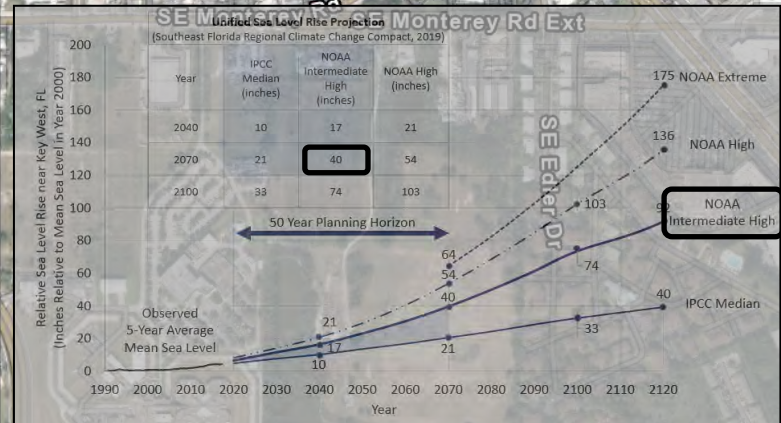 SE Monterey Rd
SE Monterey Rd Ext
Unified Sea Level Rise Projection
(Southeast Florida Regional Climate Change Compact, 2019)
Year
IPCC
Median
(inches)
NOAA
Intermediate
High
(inches)
NOAA High
(inches)
2040 10 17 21
2070 21 40 54
2100 33 74 103
50 Year Planning Horizon
SE Edler Dr
Relative Sea Level Rise near Key West, FL
(Inches Relative to Mean Sea Level in Year 2000)
200
180
160
140
120
100
80
60
40
20
0
Observed
5-Year Average
Mean Sea Level
175 NOAA Extreme
136
NOAA High
103
92
NOAA
Intermediate High
74
64
54
40
40
IPCC Median
33
21
21
17
10
1990 2000 2010 2020 2030 2040 2050 2060 2070 2080 2090 2100 2110 2120
Year